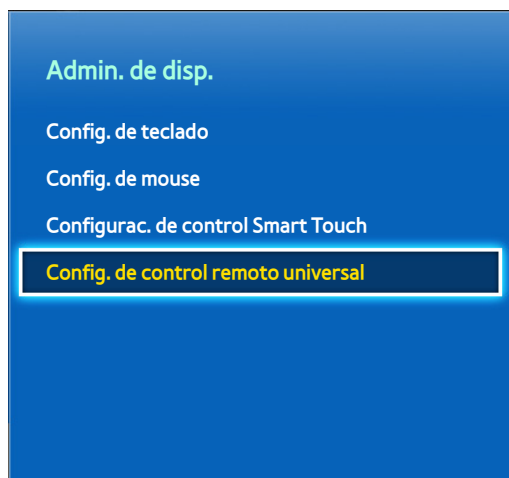 Admin. de disp.
Config. de teclado
Config. de mouse
Configurac. de control Smart Touch
Config. de control remoto universal